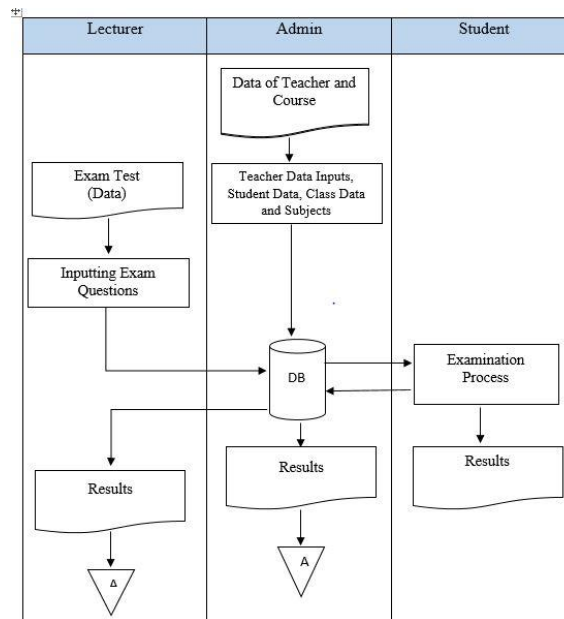 Lecturer
Admin
Student
Data of Teacher and
Course
Exam Test
(Data)
Teacher Data Inputs,
Student Data, Class Data
and Subjects
Inputting Exam
Questions
DB
Examination
Process
Results
Results
Results
A
A